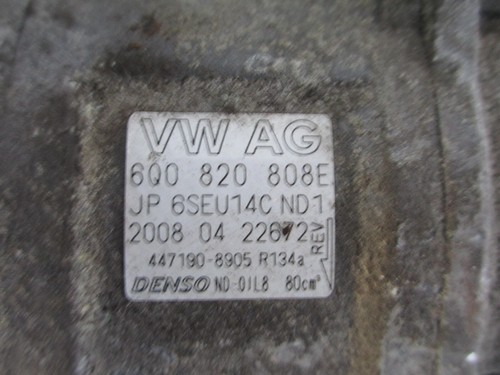 VW AG
6Q0 820 808E
JP 6SEU14C ND1
2008 04 22672
REV
447190-8905 R134a
DENSO ND-OIL8 80cm³